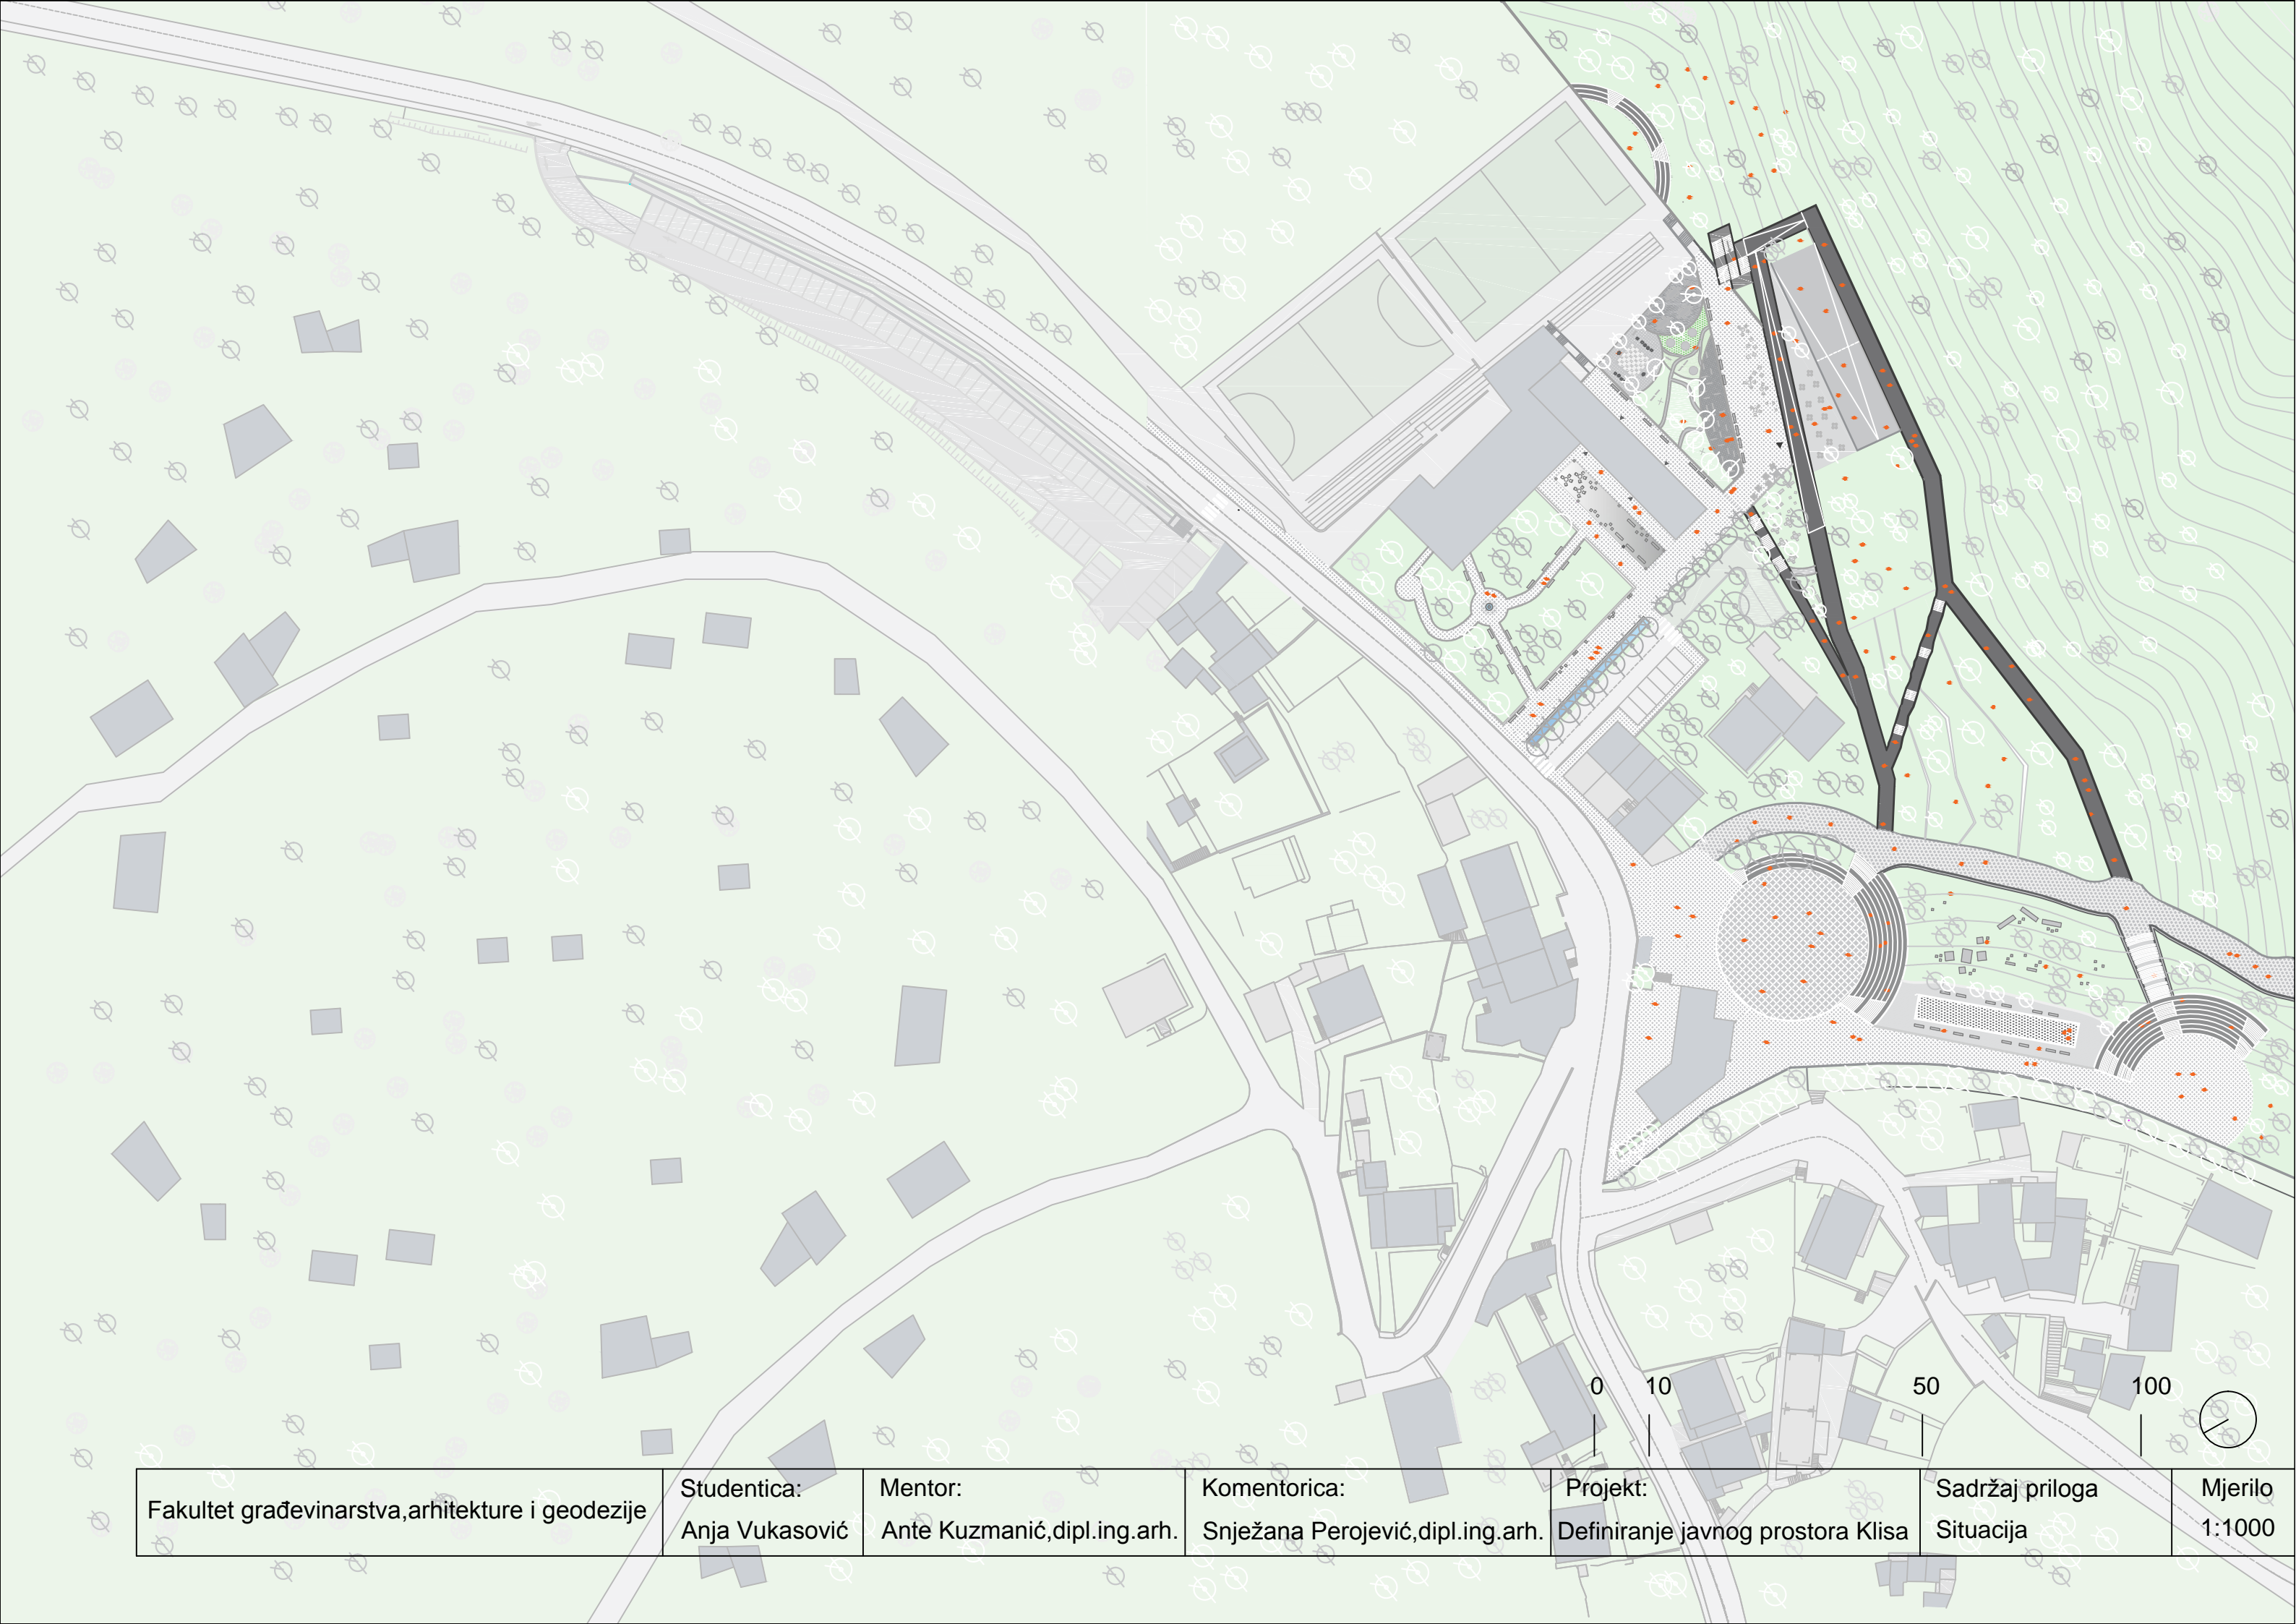 0 10 50 100
Fakultet građevinarstva,arhitekture i geodezije
Studentica:
Anja Vukasović
Mentor:
Ante Kuzmanić,dipl.ing.arh.
Komentorica:
Snježana Perojević,dipl.ing.arh.
Projekt:
Definiranje javnog prostora Klisa
Sadržaj priloga
Situacija
Mjerilo
1:1000